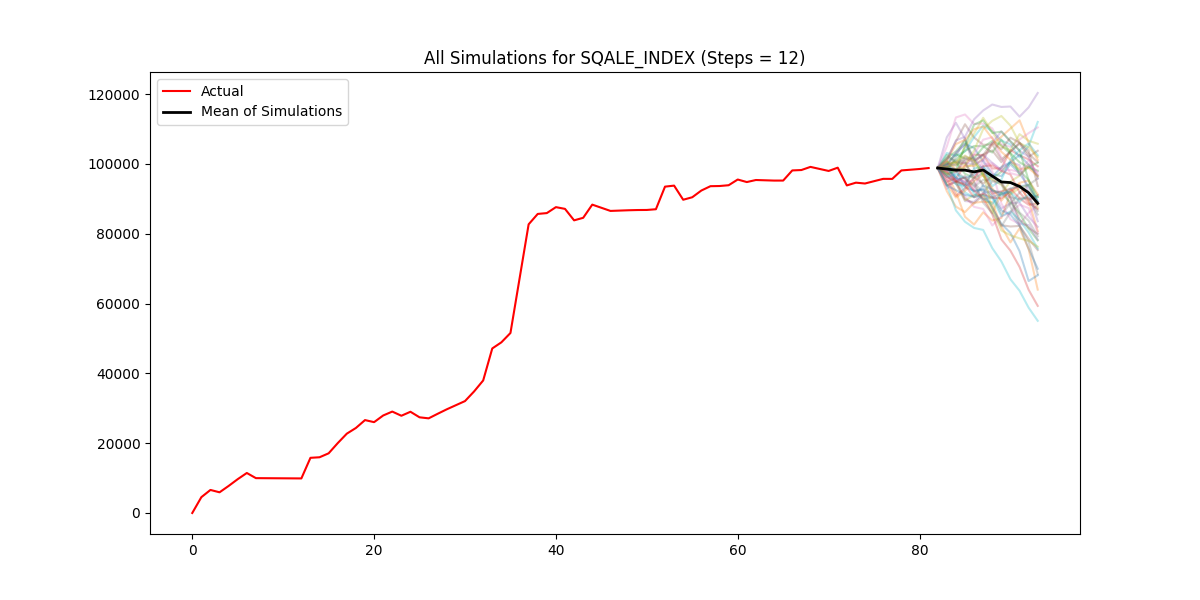 All Simulations for SQALE_INDEX (Steps = 12)
Actual
Mean of Simulations
120000
100000
80000
60000
40000
20000
0
0 20 40 60 80